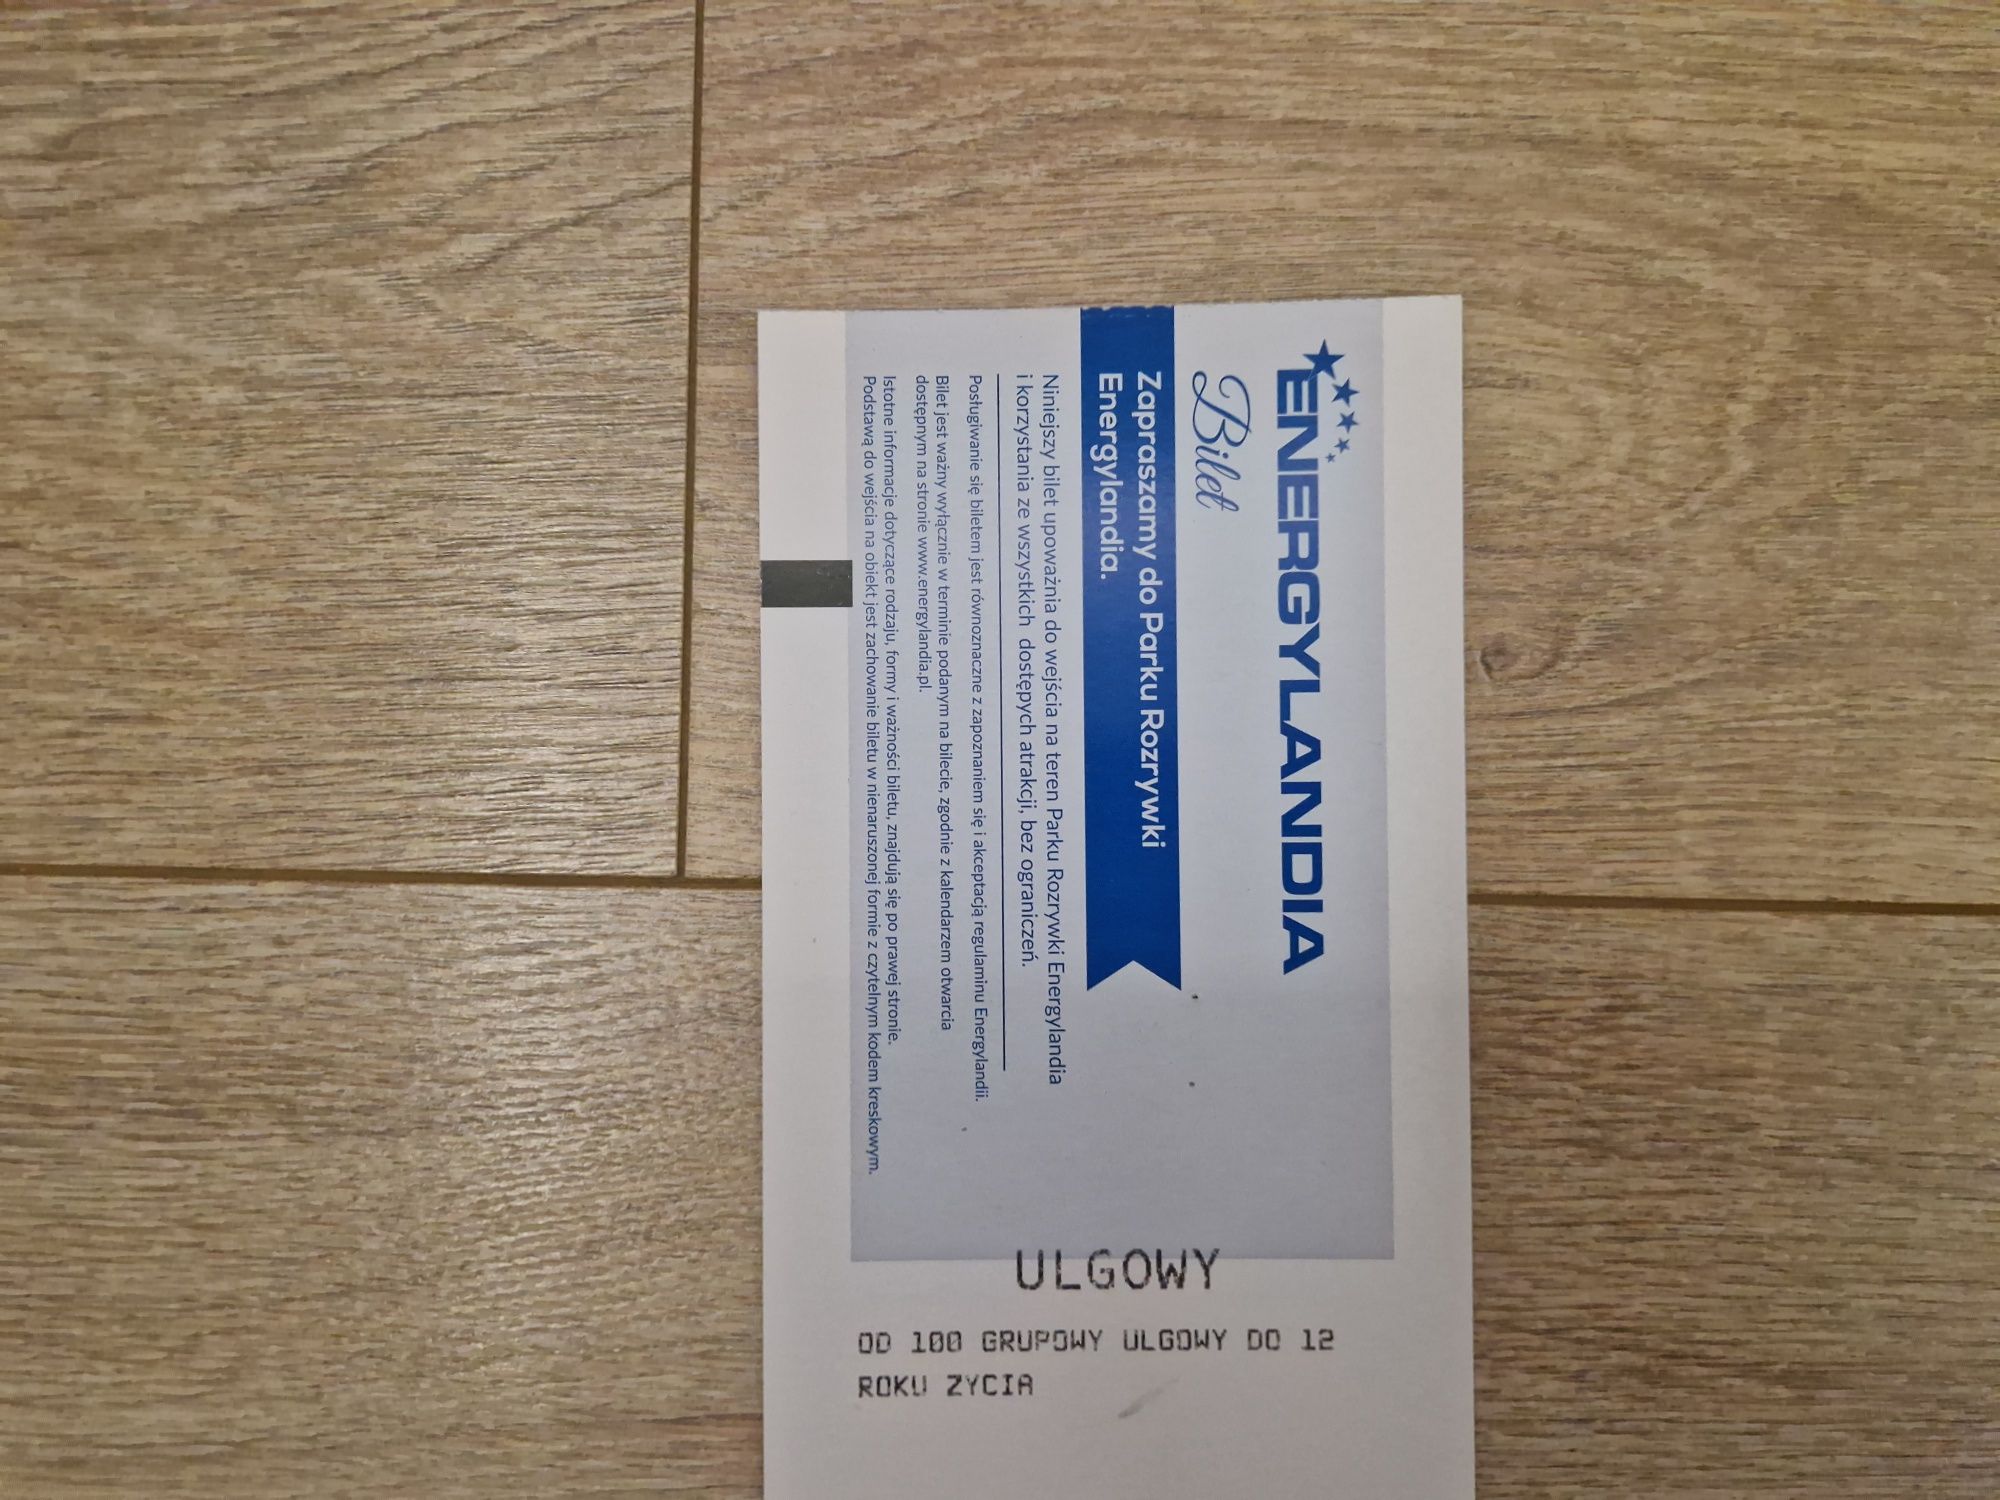 ENERGYLANDIA
Bilet
Zapraszamy do Parku Rozrywki
Energylandia.
Niniejszy bilet upoważnia do wejścia na teren Parku Rozrywki Energylandia
i korzystania ze wszystkich dostępych atrakcji, bez ograniczeń.
Posługiwanie się biletem jest równoznaczne z zapoznaniem się i akceptacją regulaminu Energylandii.
Bilet jest ważny wyłącznie w terminie podanym na bilecie, zgodnie z kalendarzem otwarcia
dostępnym na stronie www.energylandia.pl.
Istotne informacje dotyczące rodzaju, formy i ważności biletu, znajdują się po prawej stronie.
Podstawą do wejścia na obiekt jest zachowanie biletu w nienaruszonej formie z czytelnym kodem kreskowym.
ULGOWY
OD 100 GRUPOWY ULGOWY DO 12
ROKU ZYCIA